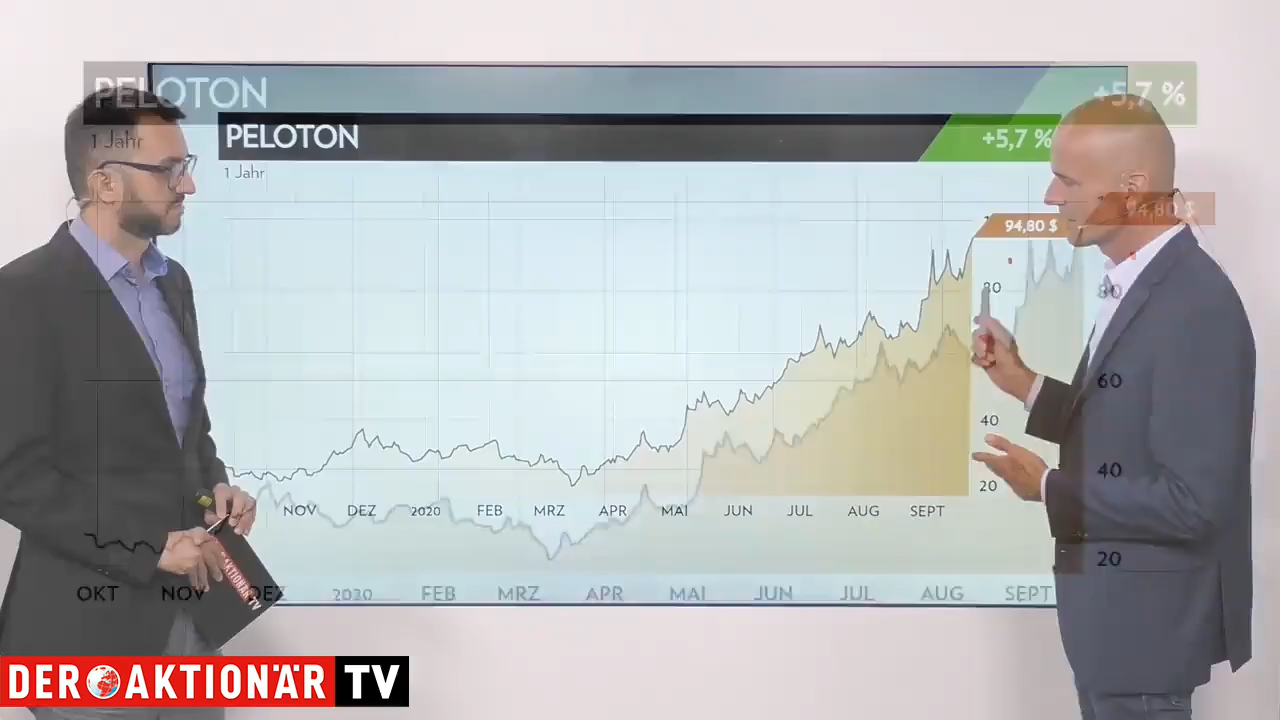 PELOTON
+5,7 %
1 Jahr
PELOTON
+5,7 %
1 Jahr
94,80 $
94,80 $
80
80
60
40
40
20
20
NOV DEZ 2020 FEB MRZ APR MAI JUN JUL AUG SEPT
OKT NOV DEZ 2020 FEB MRZ APR MAI JUN JUL AUG SEPT
AKTIONÄR TV
DER AKTIONÄR TV